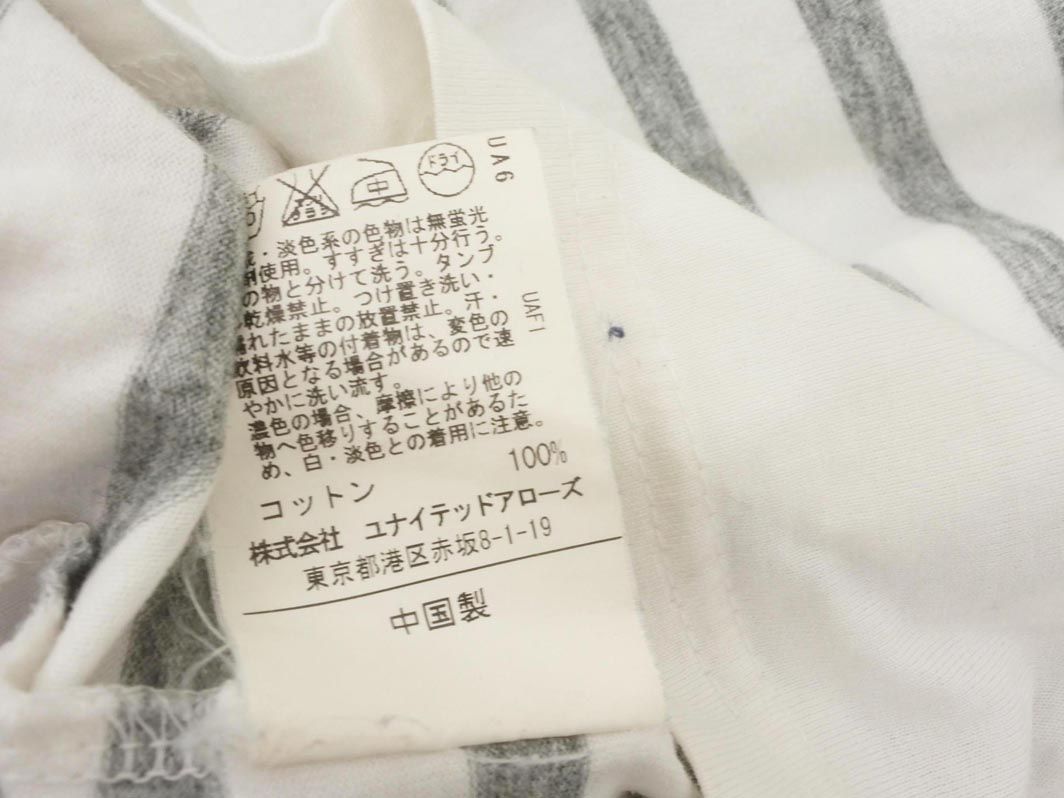 UA6
ドライ
中
・淡色系の色物は無蛍光
使用。すすぎは十分行う。
の物と分けて洗う。タンブ
乾燥禁止。つけ置き洗い・
れたままの放置禁止。汗・
飲料水等の付着物は、変色の
原因となる場合があるので速
やかに洗い流す。
濃色の場合、摩擦により他の
物へ色移りすることがあるた
め、白・淡色との着用に注意。
UAF1
コットン 100%
株式会社 ユナイテッドアローズ
東京都港区赤坂8-1-19
中国製